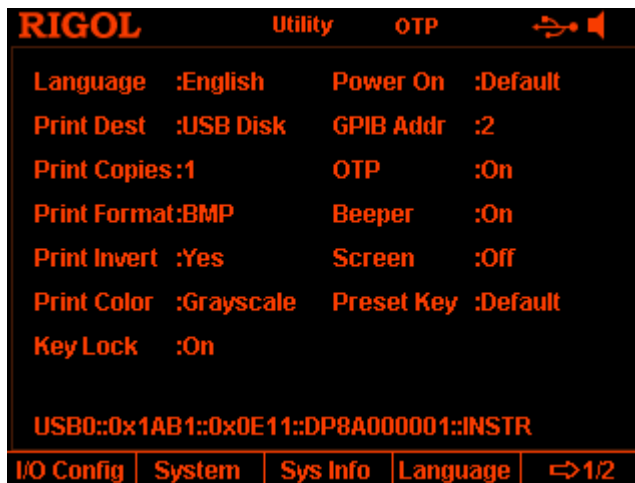 RIGOL Utility OTP
Language :English Power On :Default
Print Dest :USB Disk GPIB Addr :2
Print Copies:1 OTP :On
Print Format:BMP Beeper :On
Print Invert :Yes Screen :Off
Print Color :Grayscale Preset Key :Default
Key Lock :On
USB0::0x1AB1::0x0E11::DP8A000001::INSTR
I/O Config System Sys Info Language ⇨1/2